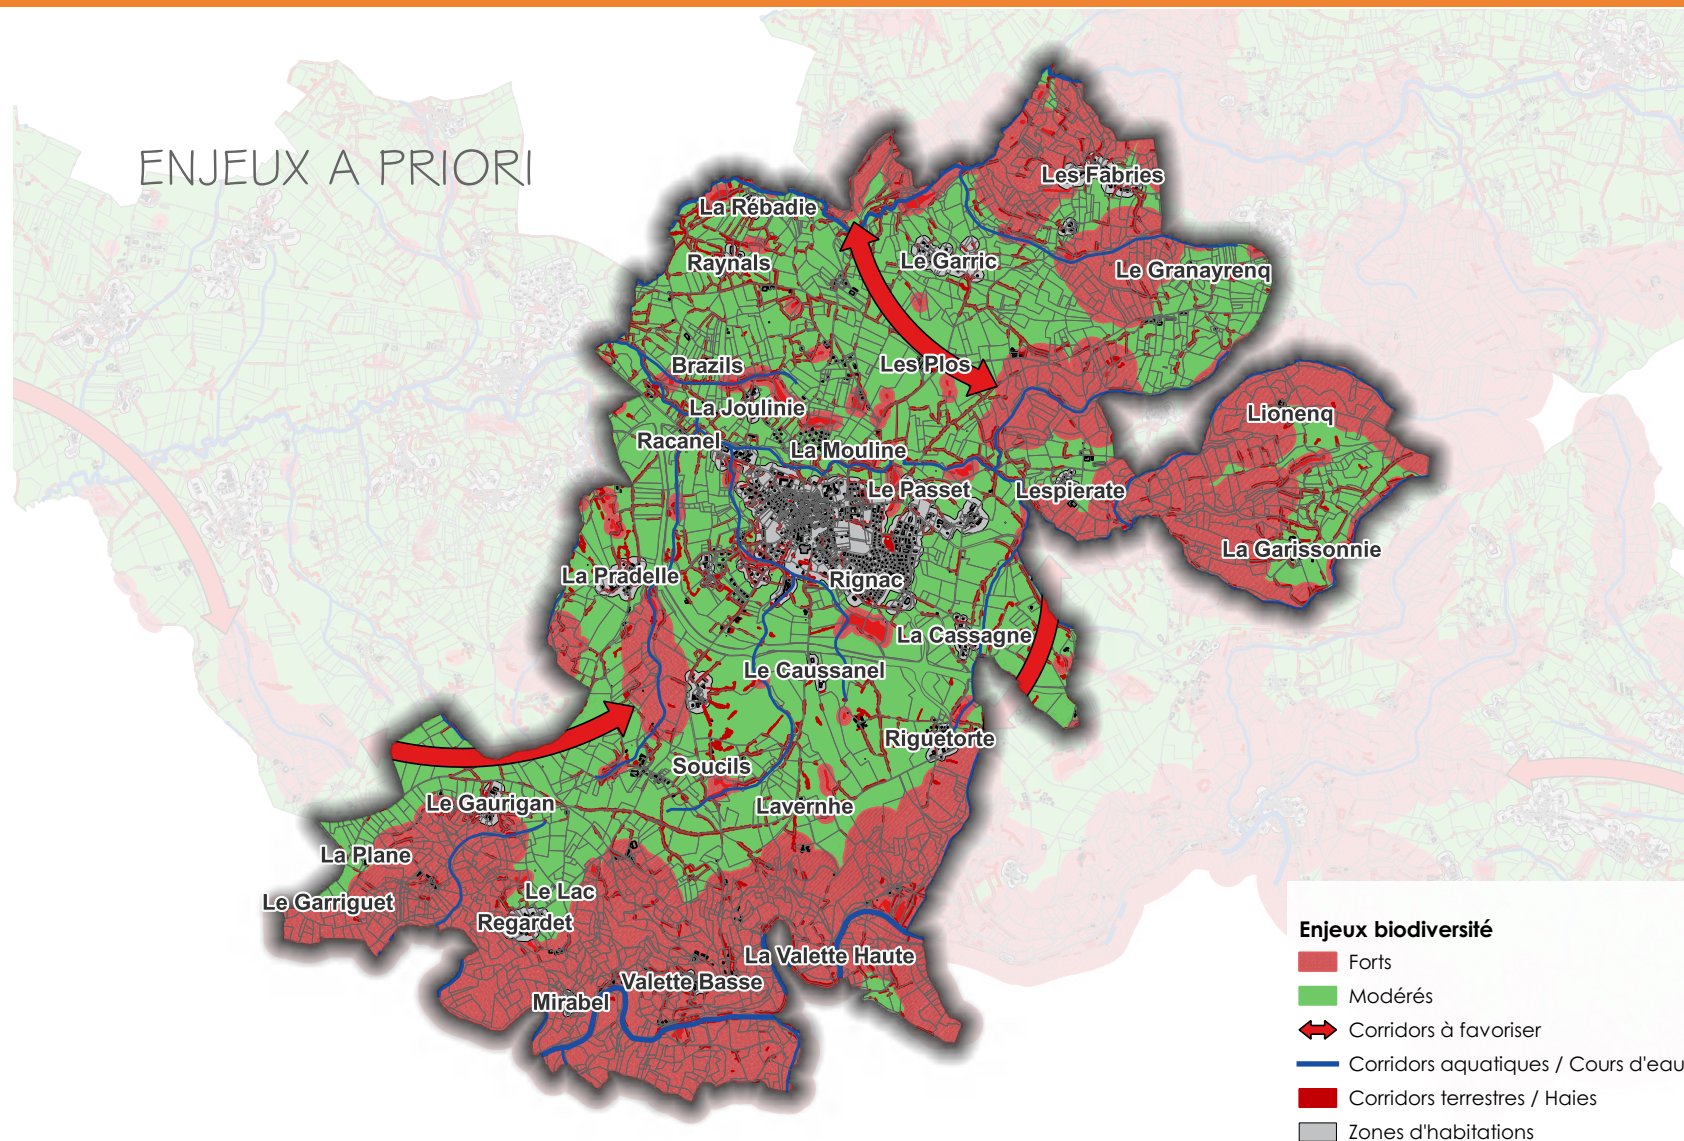 ENJEUX A PRIORI
Les Fabries
La Rébadie
Raynals
Le Garric
Le Granayrenq
Brazils
Les Plos
La Joulinie
Lionenq
Racanel
La Mouline
Le Passet
Lespierate
La Garissonnie
La Pradelle
Rignac
La Cassagne
Le Caussanel
Riguetorte
Soucils
Le Gaurigan
Lavernhe
La Plane
Le Lac
Le Garriguet
Regardet
La Valette Haute
Valette Basse
Mirabel
Enjeux biodiversité
Forts
Modérés
Corridors à favoriser
Corridors aquatiques / Cours d'eau
Corridors terrestres / Haies
Zones d'habitations